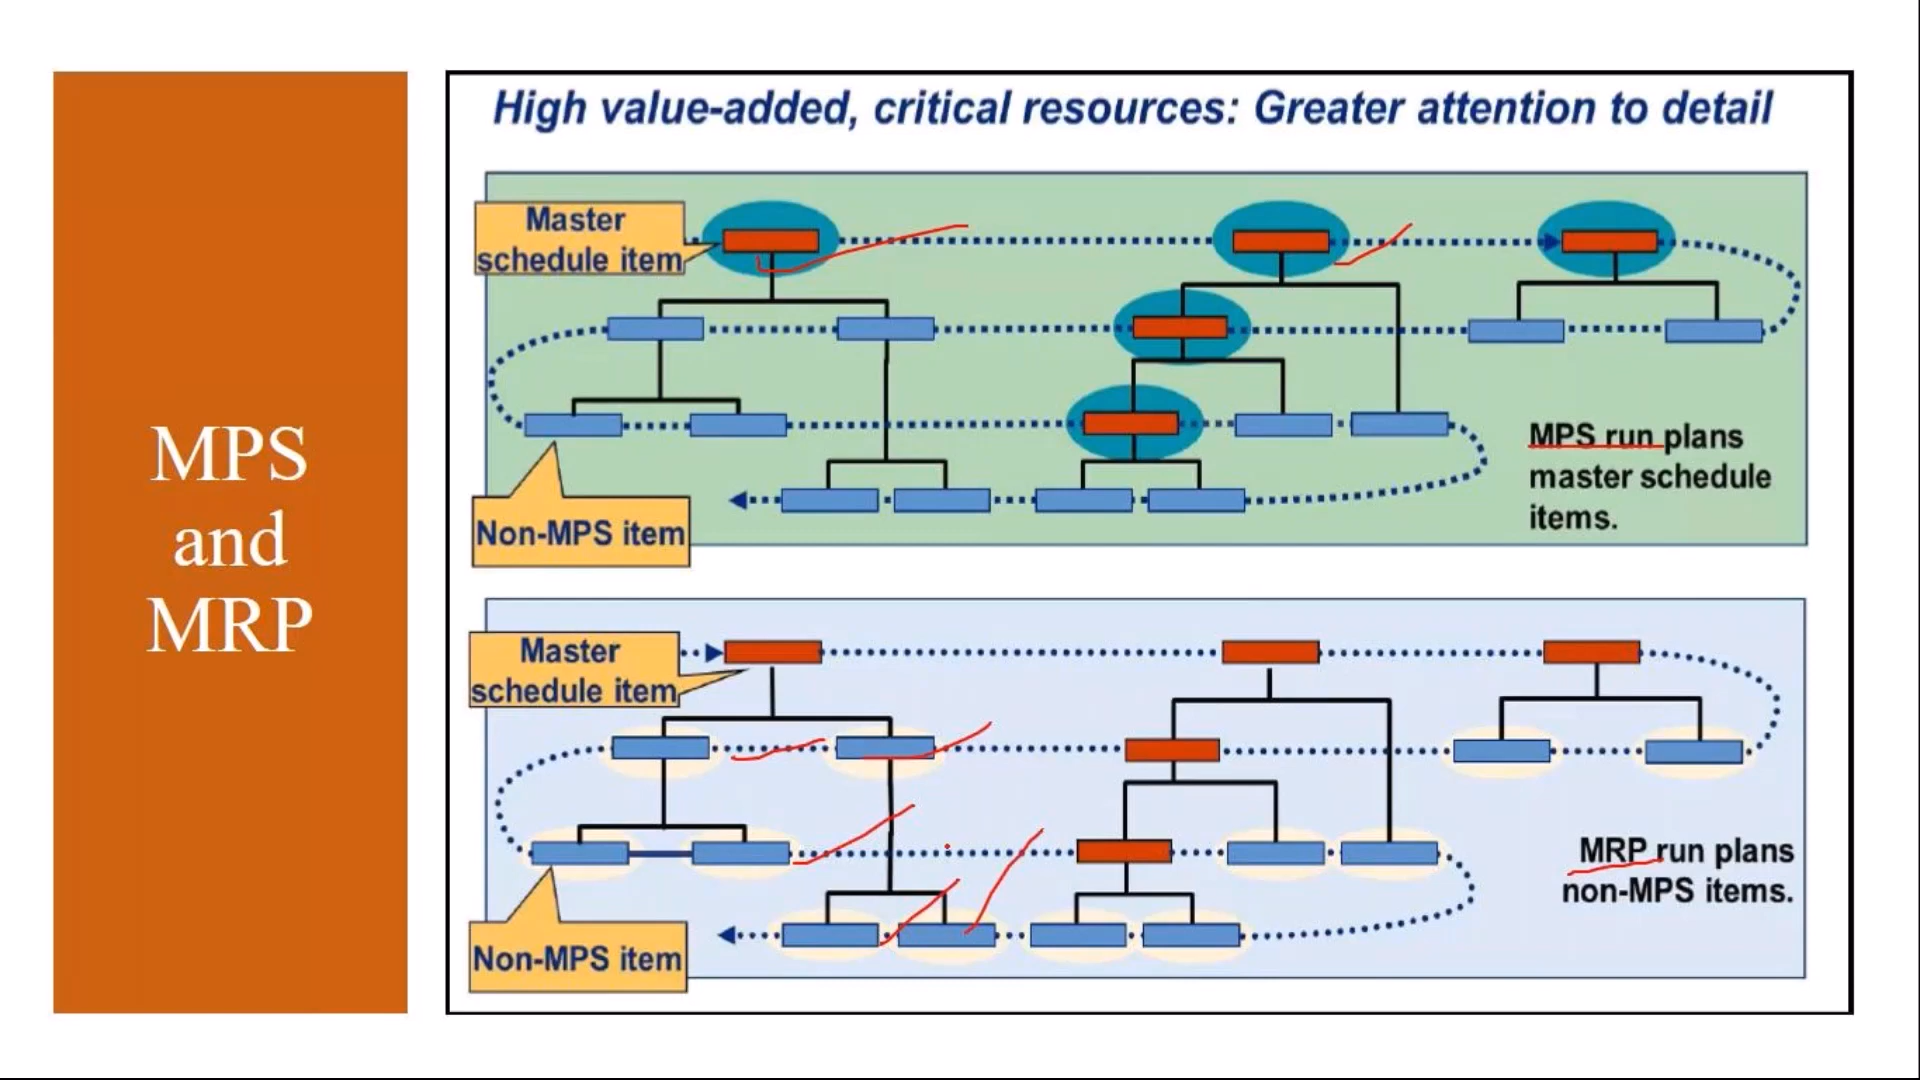 MPS
and
MRP
High value-added, critical resources: Greater attention to detail
Master
schedule item
Non-MPS item
MPS run plans
master schedule
items.
Master
schedule item
Non-MPS item
MRP run plans
non-MPS items.